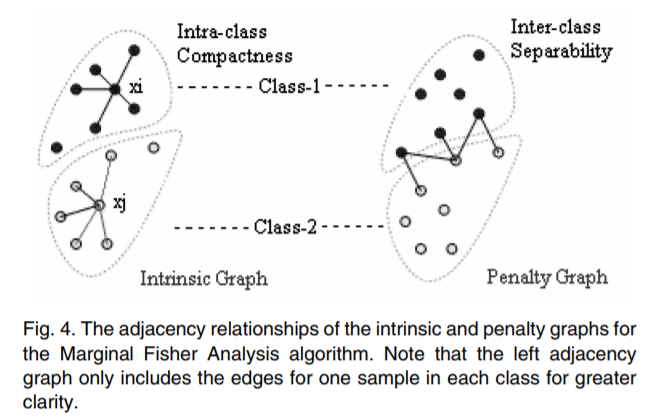 Intra-class
Compactness
Inter-class
Separability
xi
Class-1
xj
Class-2
Intrinsic Graph
Penalty Graph
Fig. 4. The adjacency relationships of the intrinsic and penalty graphs for
the Marginal Fisher Analysis algorithm. Note that the left adjacency
graph only includes the edges for one sample in each class for greater
clarity.